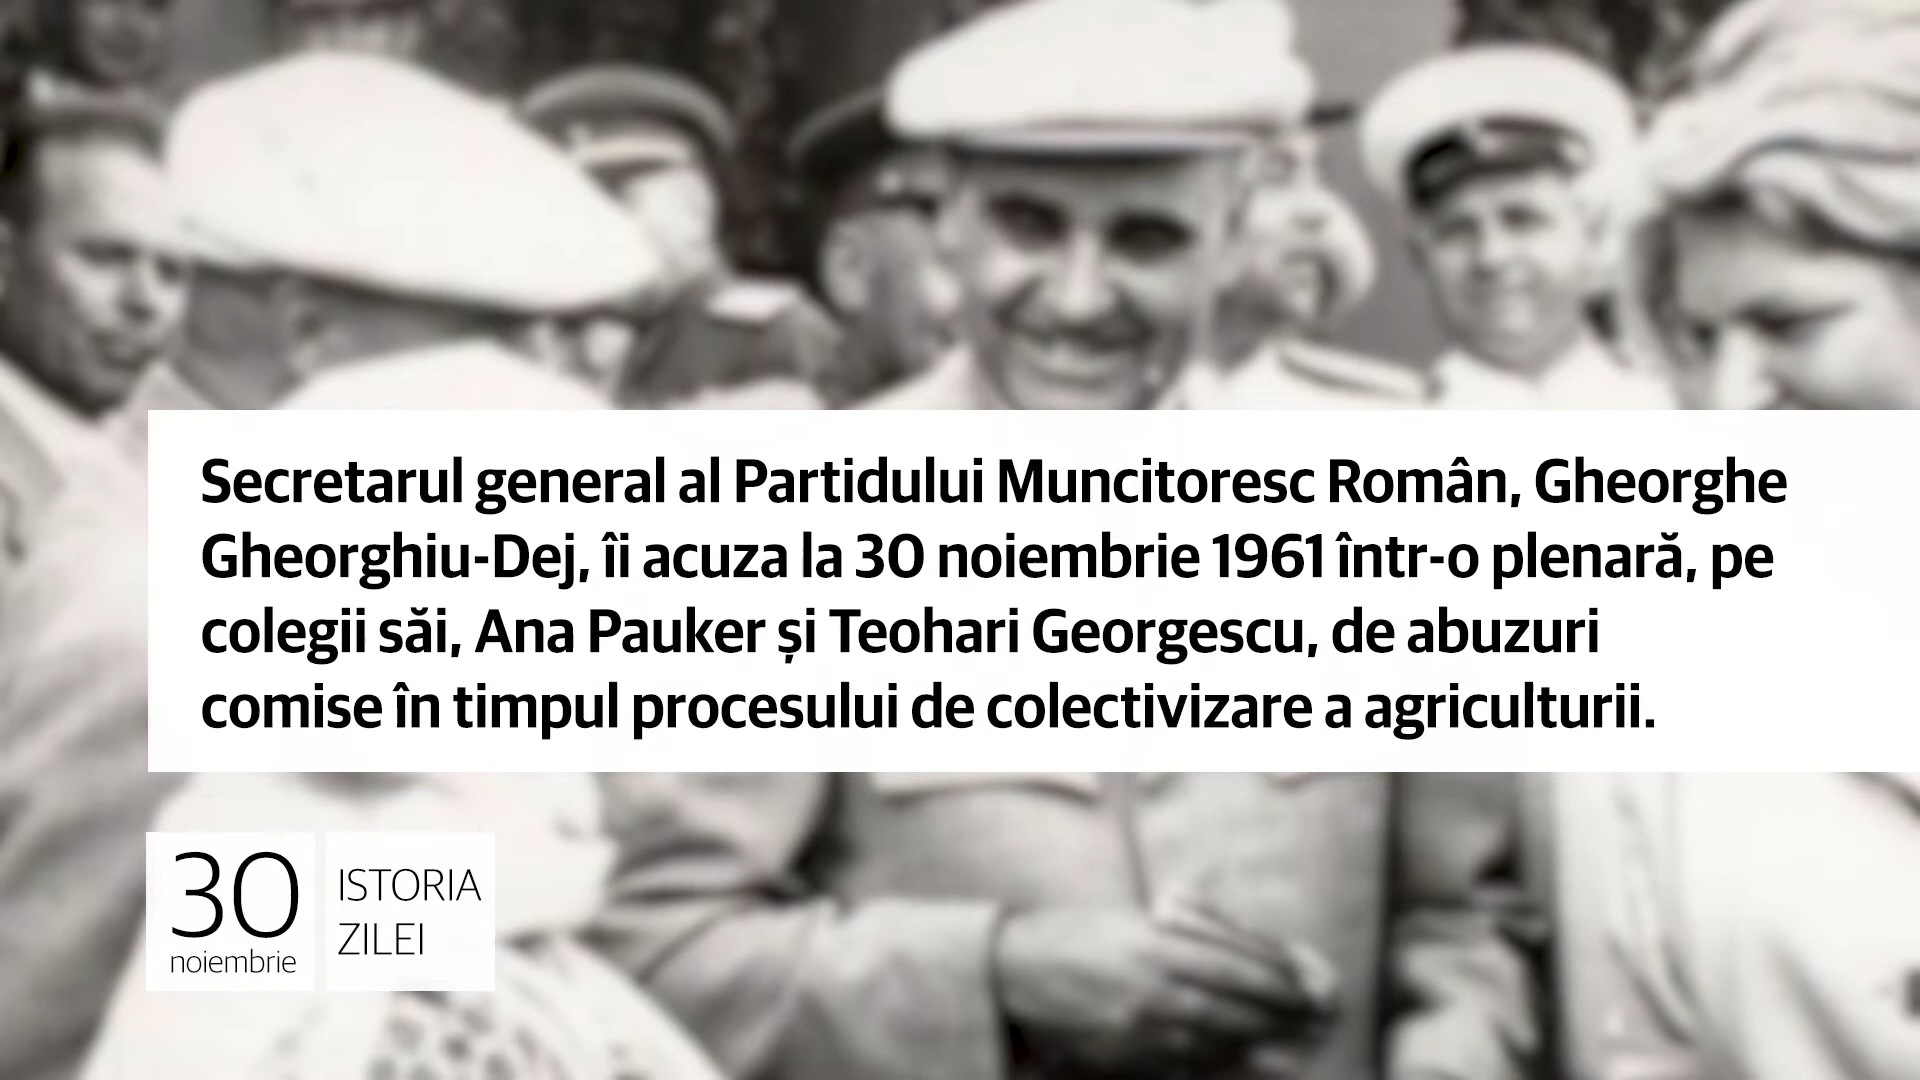 Secretarul general al Partidului Muncitoresc Român, Gheorghe
Gheorghiu-Dej, îi acuza la 30 noiembrie 1961 într-o plenară, pe
colegii săi, Ana Pauker și Teohari Georgescu, de abuzuri
comise în timpul procesului de colectivizare a agriculturii.
30
noiembrie
ISTORIA
ZILEI